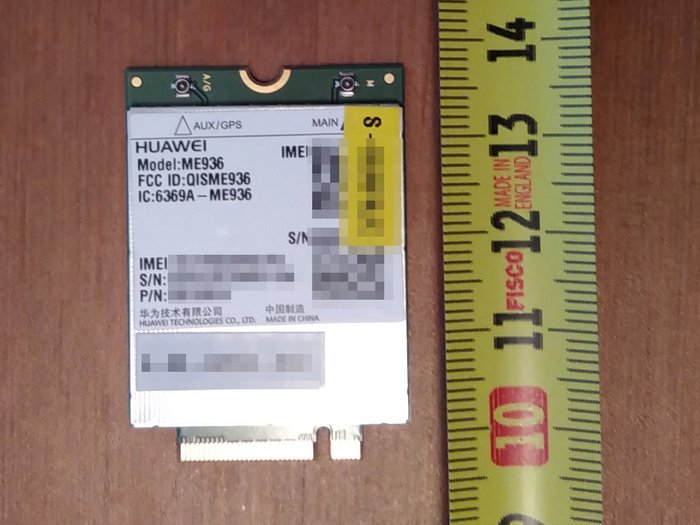 A/G
M
AUX/GPS
MAIN
S
HUAWEI
IMEI
Model:ME936
FCC ID:QISME936
IC:6369A-ME936
S/N
IMEI
S/N:
P/N:
华为技术有限公司
中国制造
HUAWEI TECHNOLOGIES CO., LTD.
MADE IN CHINA
14
13
MADE IN
ENGLAND
12
FISCO
11
10